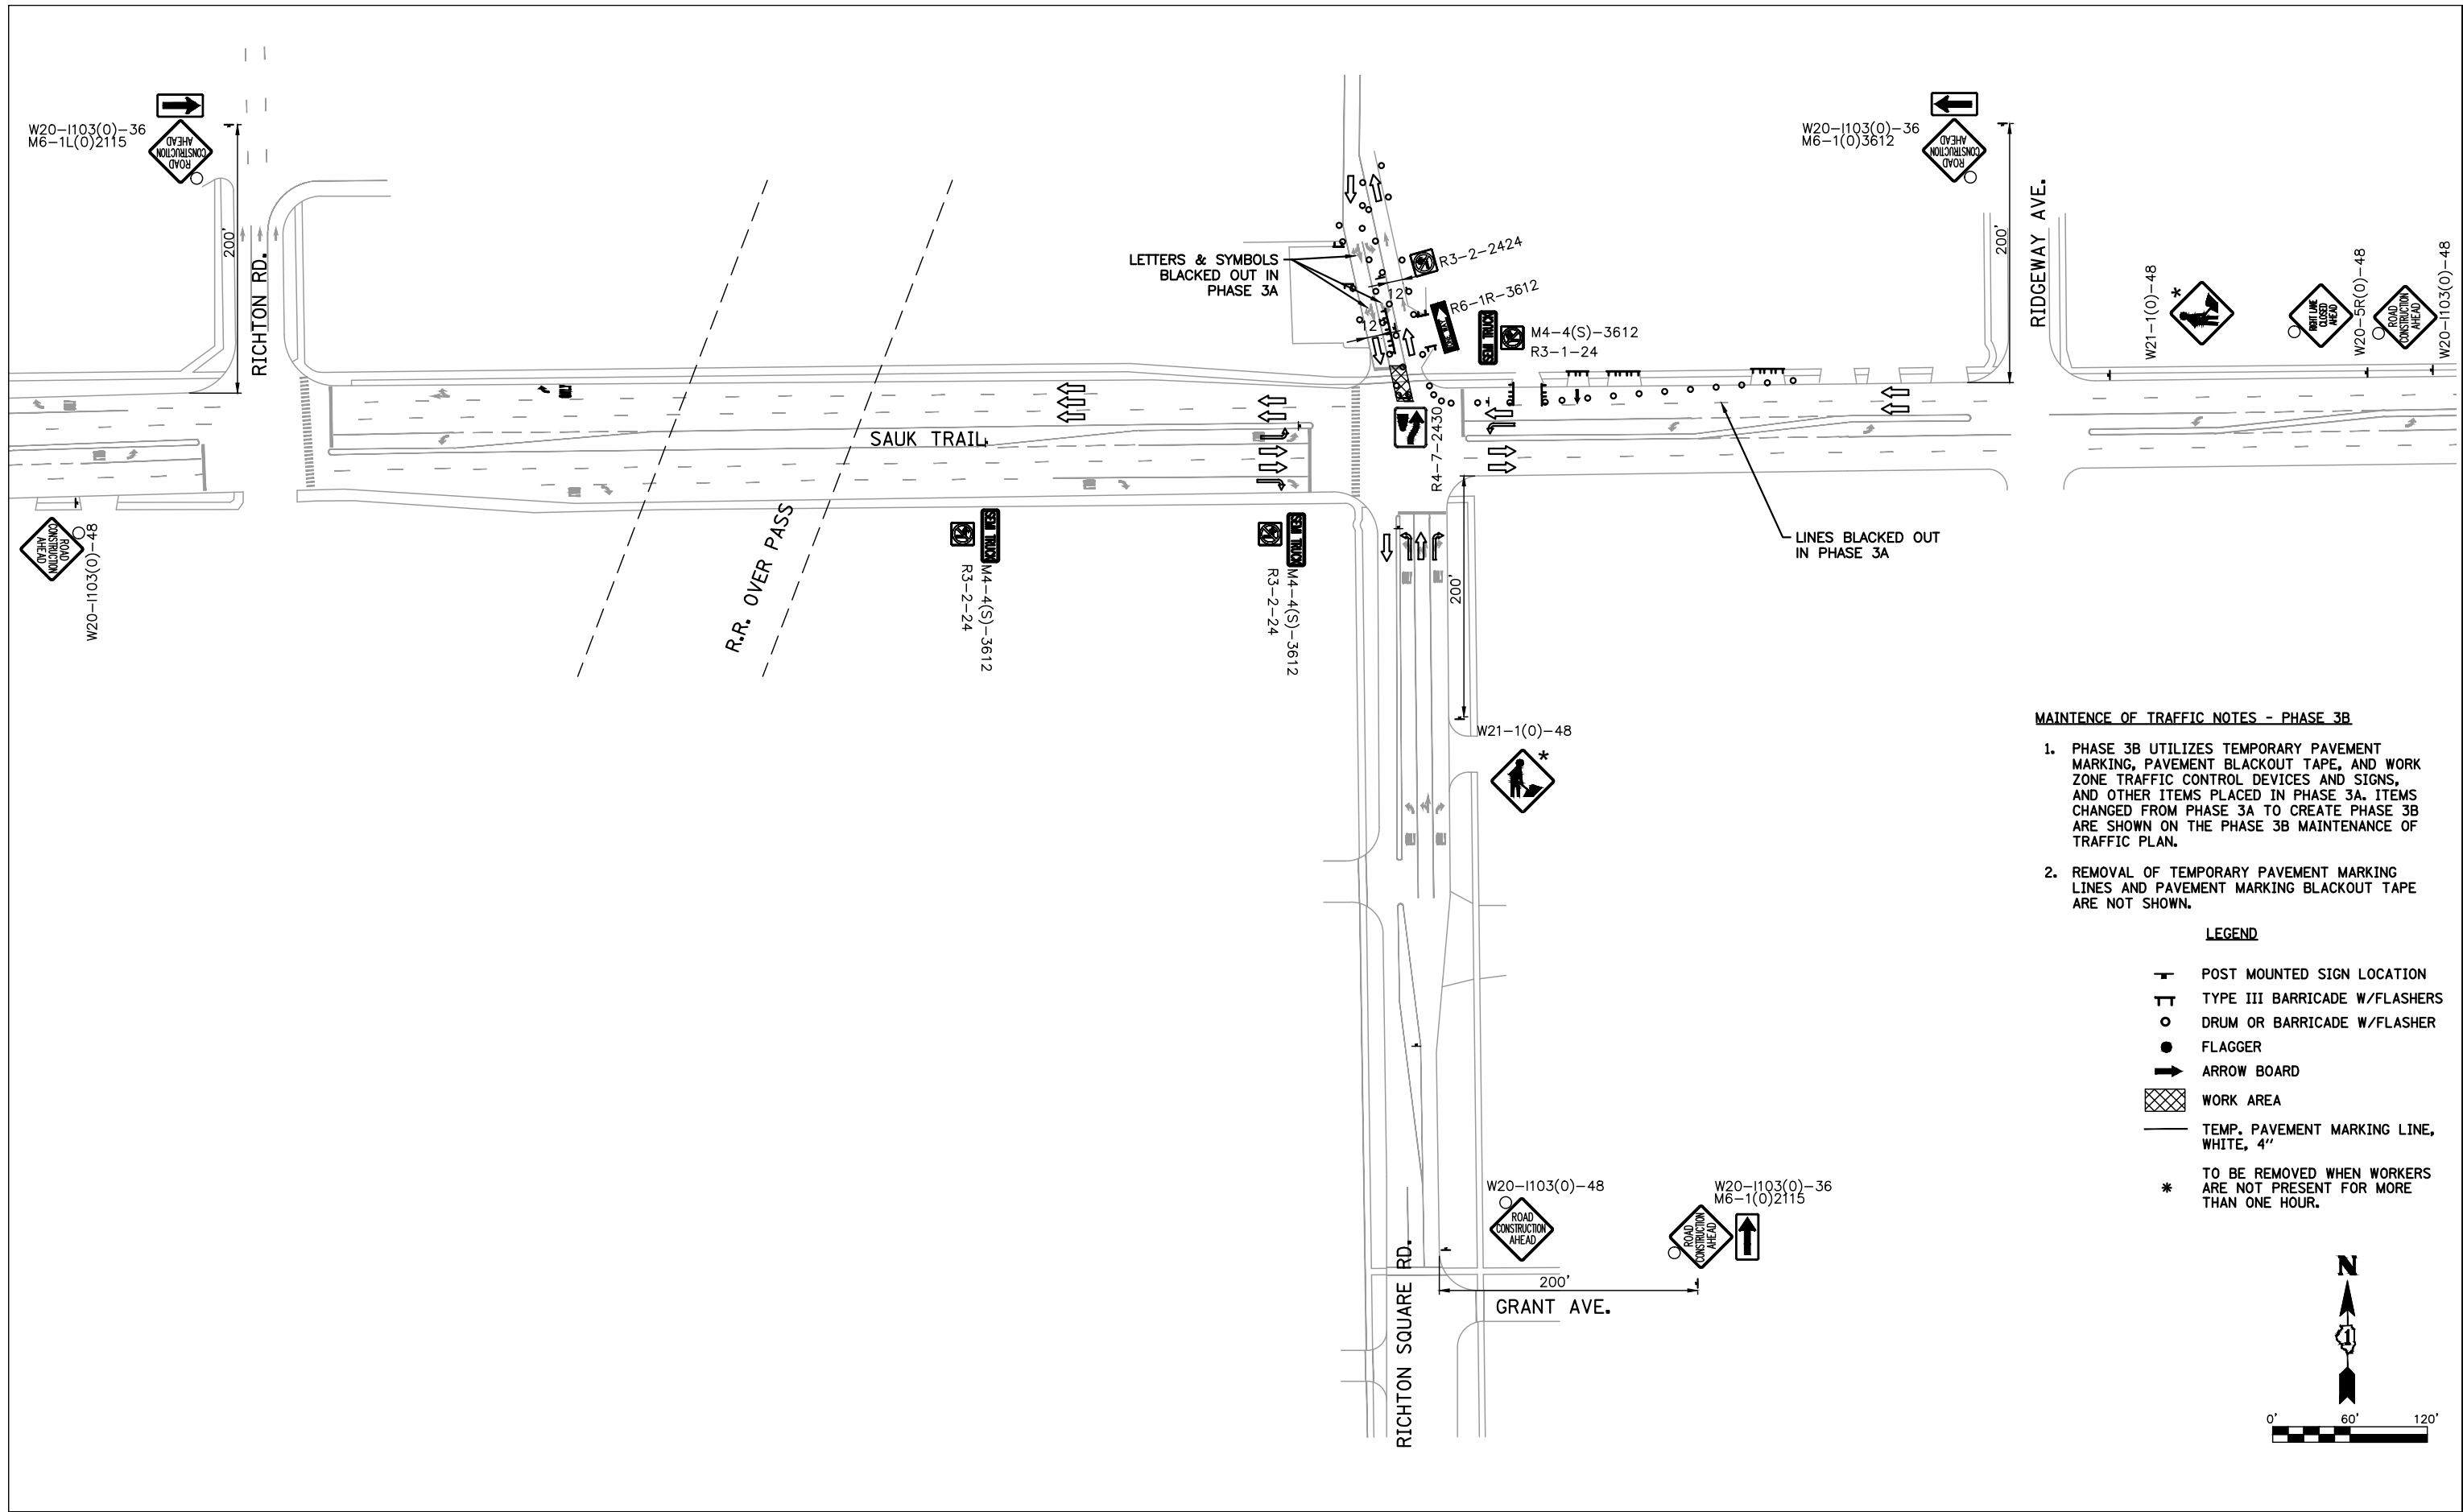 W20-I103(0)-36
M6-1L(0)2115
ROAD
CONSTRUCTION
AHEAD
200'
RICHTON RD.
LETTERS & SYMBOLS
BLACKED OUT IN
PHASE 3A
R3-2-2424
12'
12'
R6-1R-3612
ONE WAY
SEMI TRUCK
M4-4(S)-3612
R3-1-24
R4-7-2430
W20-I103(0)-36
M6-1(0)3612
ROAD
CONSTRUCTION
AHEAD
200'
RIDGEWAY AVE.
W21-1(0)-48
*
RIGHT LANE
CLOSED
AHEAD
W20-5R(0)-48
ROAD
CONSTRUCTION
AHEAD
W20-I103(0)-48
SAUK TRAIL
R.R. OVER PASS
ROAD
CONSTRUCTION
AHEAD
W20-I103(0)-48
SEMI TRUCK
M4-4(S)-3612
R3-2-24
SEMI TRUCK
M4-4(S)-3612
R3-2-24
LINES BLACKED OUT
IN PHASE 3A
200'
W21-1(0)-48
*
W20-I103(0)-48
ROAD
CONSTRUCTION
AHEAD
W20-I103(0)-36
M6-1(0)2115
ROAD
CONSTRUCTION
AHEAD
200'
GRANT AVE.
RICHTON SQUARE RD.
MAINTENCE OF TRAFFIC NOTES - PHASE 3B
1. PHASE 3B UTILIZES TEMPORARY PAVEMENT
MARKING, PAVEMENT BLACKOUT TAPE, AND WORK
ZONE TRAFFIC CONTROL DEVICES AND SIGNS,
AND OTHER ITEMS PLACED IN PHASE 3A. ITEMS
CHANGED FROM PHASE 3A TO CREATE PHASE 3B
ARE SHOWN ON THE PHASE 3B MAINTENANCE OF
TRAFFIC PLAN.
2. REMOVAL OF TEMPORARY PAVEMENT MARKING
LINES AND PAVEMENT MARKING BLACKOUT TAPE
ARE NOT SHOWN.
LEGEND
POST MOUNTED SIGN LOCATION
TYPE III BARRICADE W/FLASHERS
DRUM OR BARRICADE W/FLASHER
FLAGGER
ARROW BOARD
WORK AREA
TEMP. PAVEMENT MARKING LINE,
WHITE, 4"
* TO BE REMOVED WHEN WORKERS
ARE NOT PRESENT FOR MORE
THAN ONE HOUR.
N
1
0' 60' 120'